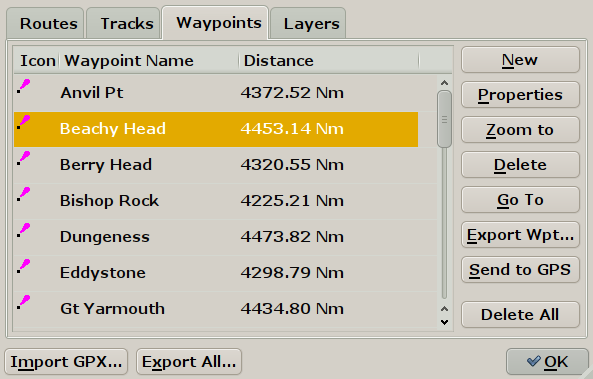 Routes Tracks Waypoints Layers
Icon Waypoint Name Distance
Anvil Pt 4372.52 Nm
Beachy Head 4453.14 Nm
Berry Head 4320.55 Nm
Bishop Rock 4225.21 Nm
Dungeness 4473.82 Nm
Eddystone 4298.79 Nm
Gt Yarmouth 4434.80 Nm
New
Properties
Zoom to
Delete
Go To
Export Wpt...
Send to GPS
Delete All
Import GPX... Export All... OK